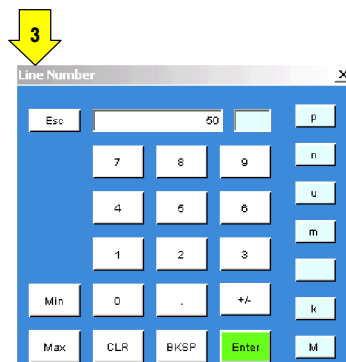 3
Line Number
Esc 50 p
7 8 9 n
u
4 5 6 m
1 2 3
Min 0 . +/- k
Max CLR BKSP Enter M